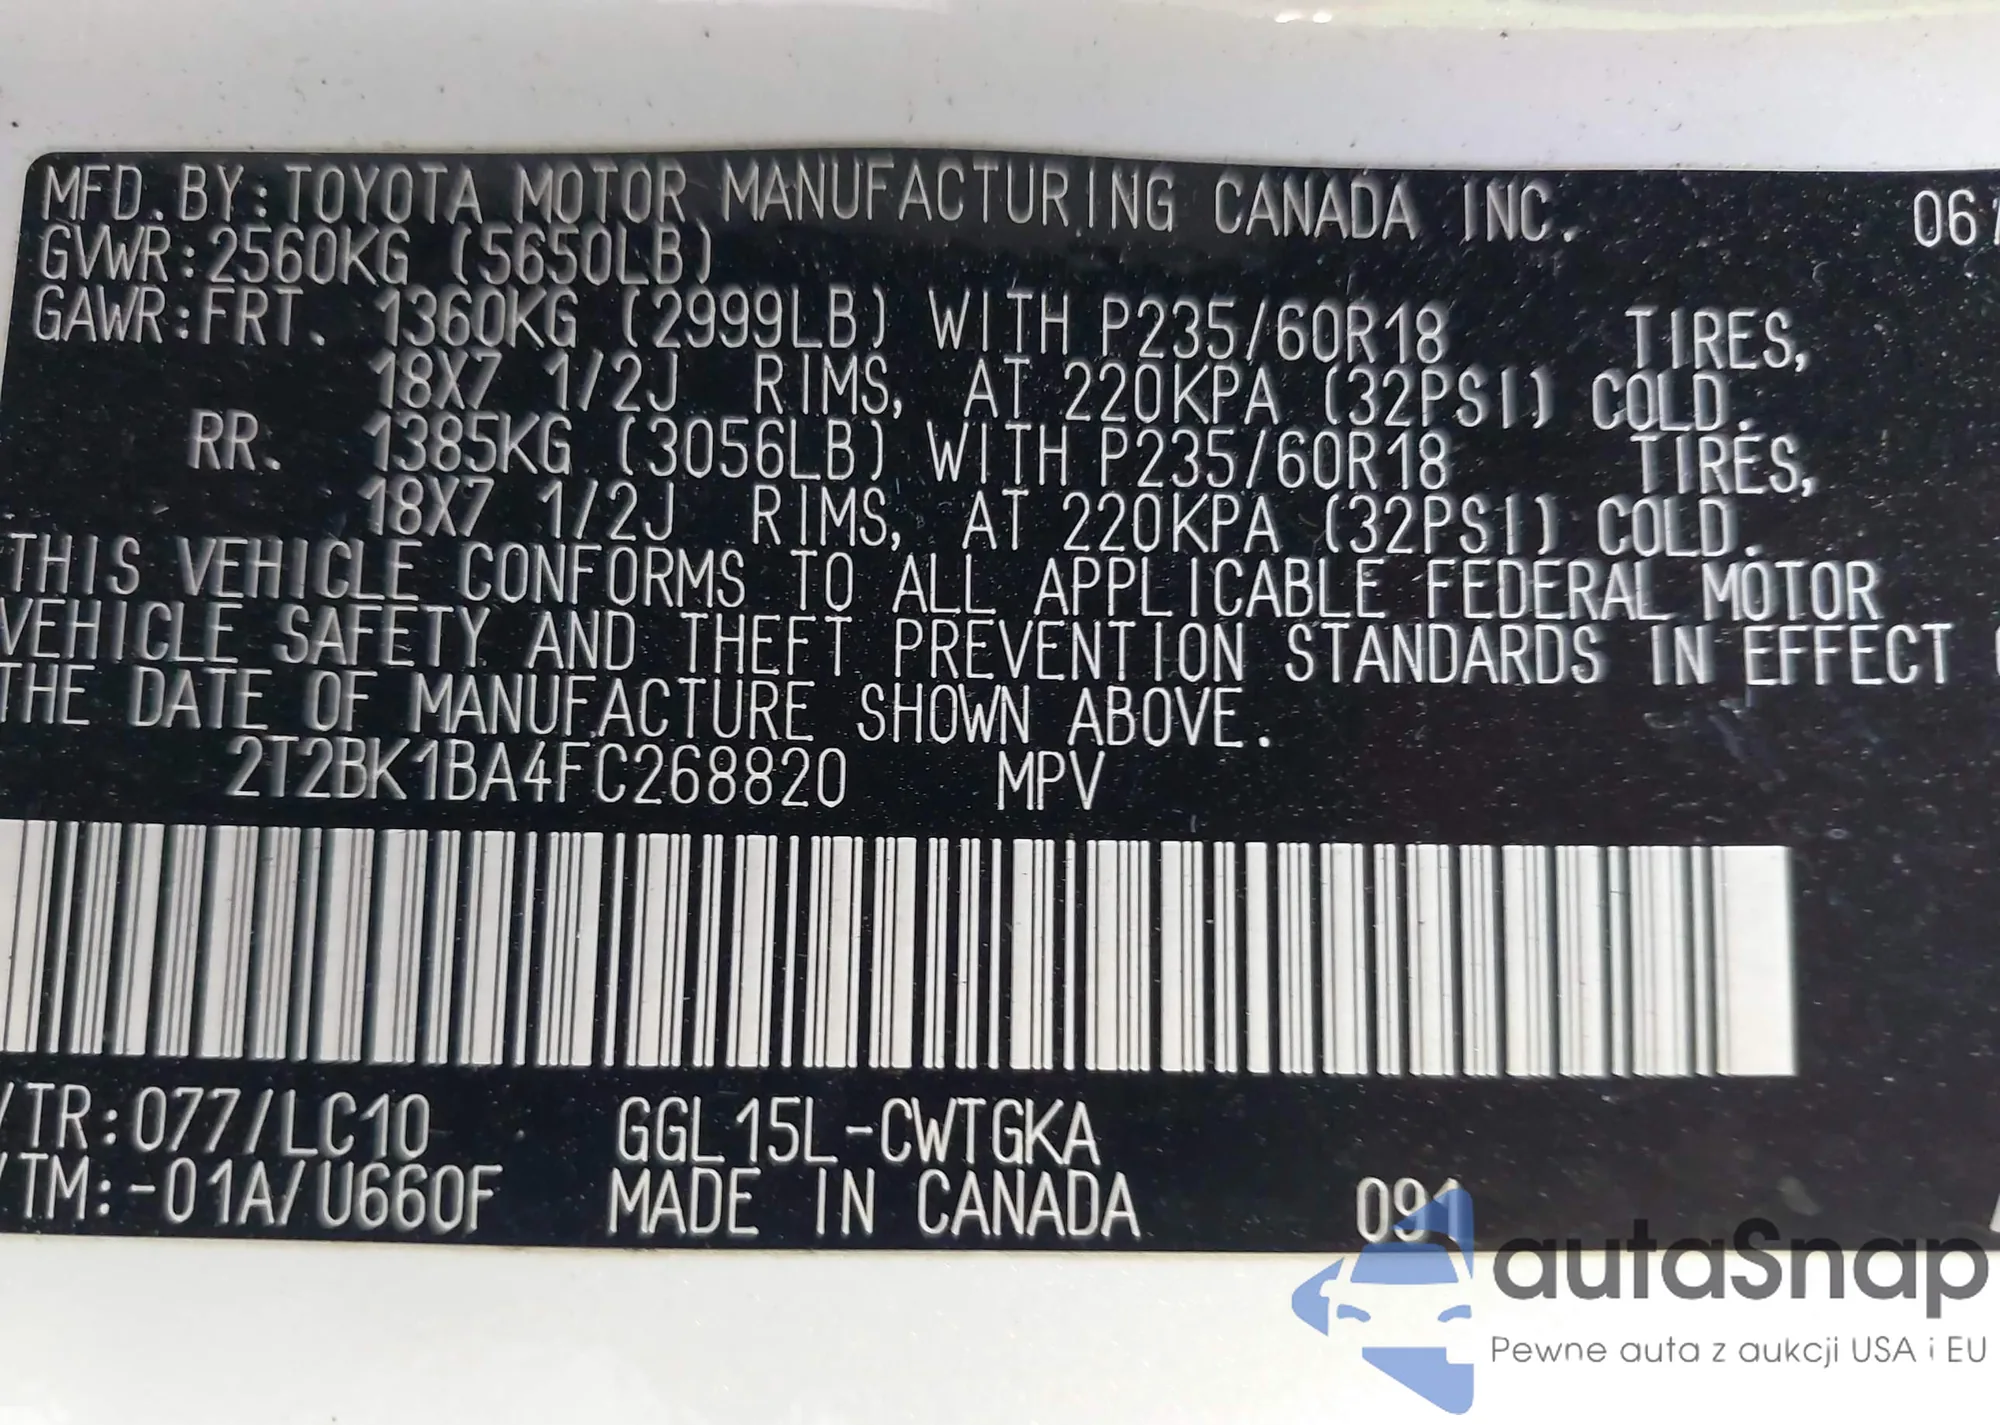 MFD. BY: TOYOTA MOTOR MANUFACTURING CANADA INC. 06/
GVWR: 2560KG (5650LB)
GAWR: FRT. 1360KG (2999LB) WITH P235/60R18 TIRES,
18X7 1/2J RIMS, AT 220KPA (32PSI) COLD.
RR. 1385KG (3056LB) WITH P235/60R18 TIRES,
18X7 1/2J RIMS, AT 220KPA (32PSI) COLD.
THIS VEHICLE CONFORMS TO ALL APPLICABLE FEDERAL MOTOR
VEHICLE SAFETY AND THEFT PREVENTION STANDARDS IN EFFECT
THE DATE OF MANUFACTURE SHOWN ABOVE.
2T2BK1BA4FC268820 MPV
/TR: 077/LC10 GGL15L-CWTGKA
/TM: -01A/U660F MADE IN CANADA 091
autaSnap
Pewne auta z aukcji USA i EU